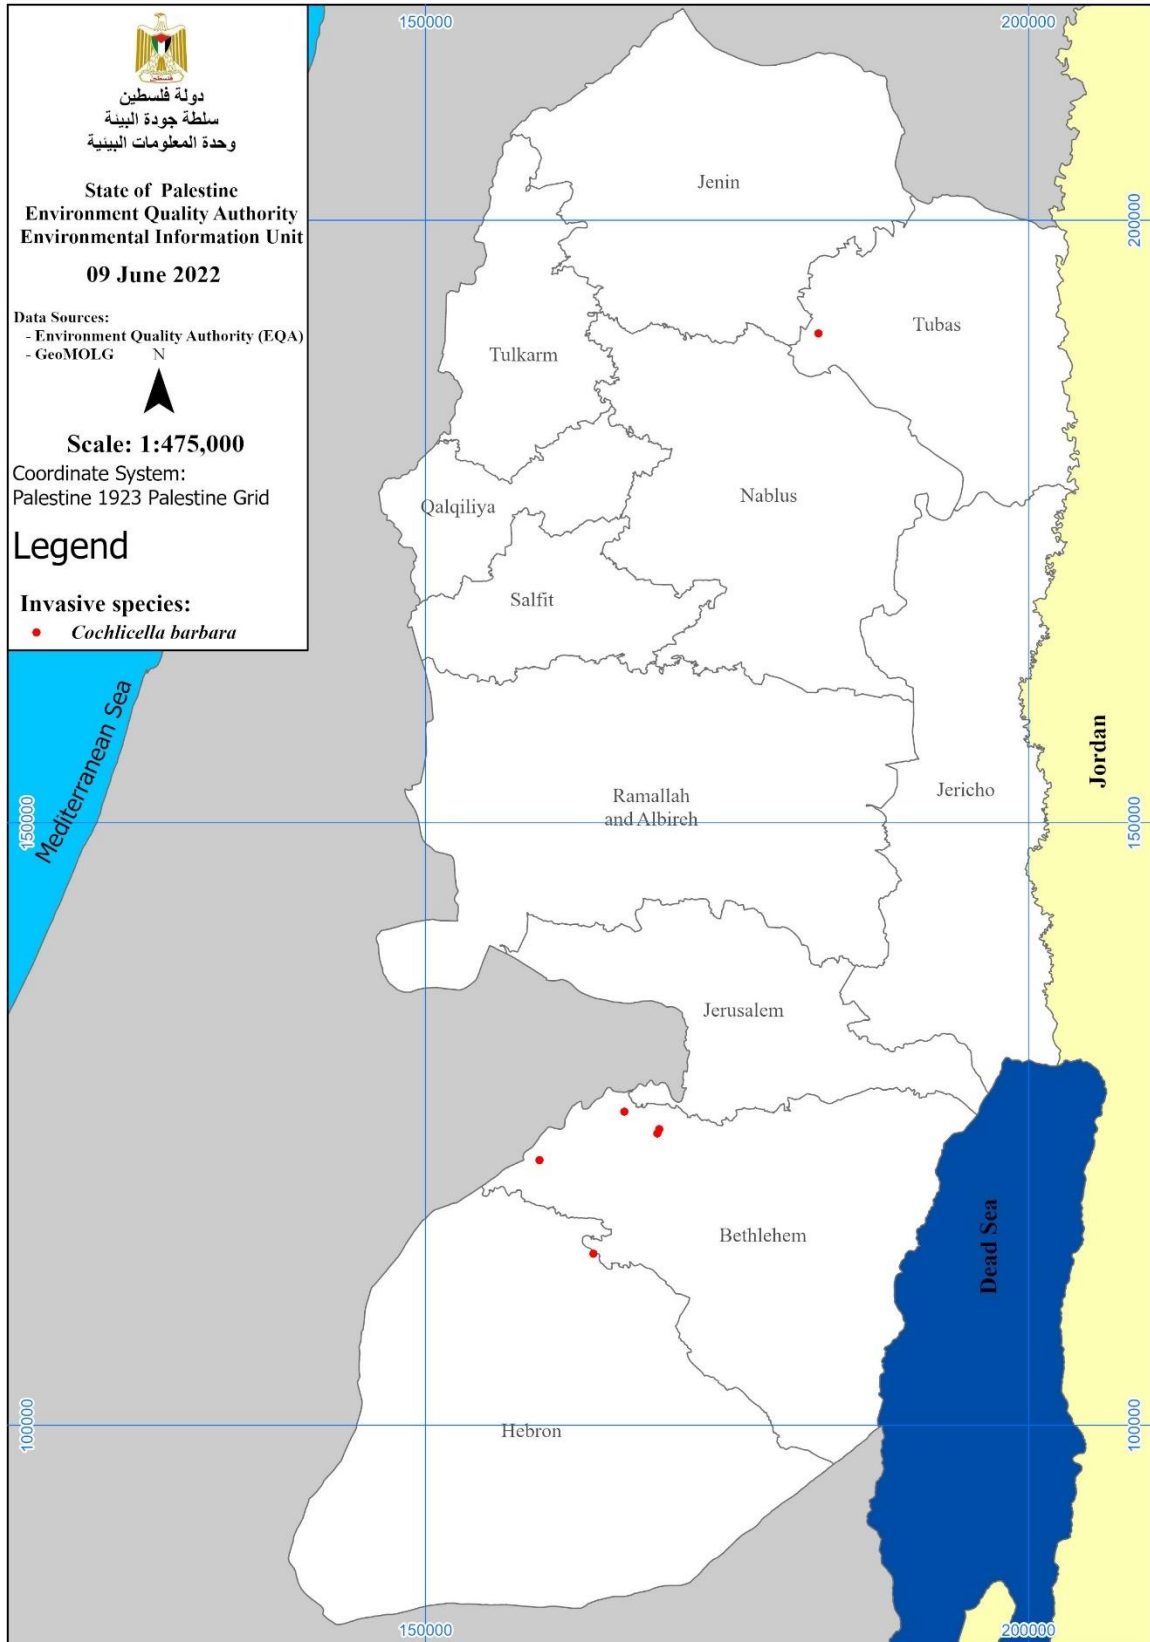 فلسطين
دولة فلسطين
سلطة جودة البيئة
وحدة المعلومات البيئية
State of Palestine
Environment Quality Authority
Environmental Information Unit
09 June 2022
Data Sources:
- Environment Quality Authority (EQA)
- GeoMOLG
N
Scale: 1:475,000
Coordinate System:
Palestine 1923 Palestine Grid
Legend
Invasive species:
Cochlicella barbara
150000
200000
Jenin
200000
Tubas
Tulkarm
Nablus
Qalqiliya
Salfit
Mediterranean Sea
Jordan
Ramallah
and Albireh
Jericho
150000
150000
Jerusalem
Bethlehem
Dead Sea
Hebron
100000
100000
150000
200000